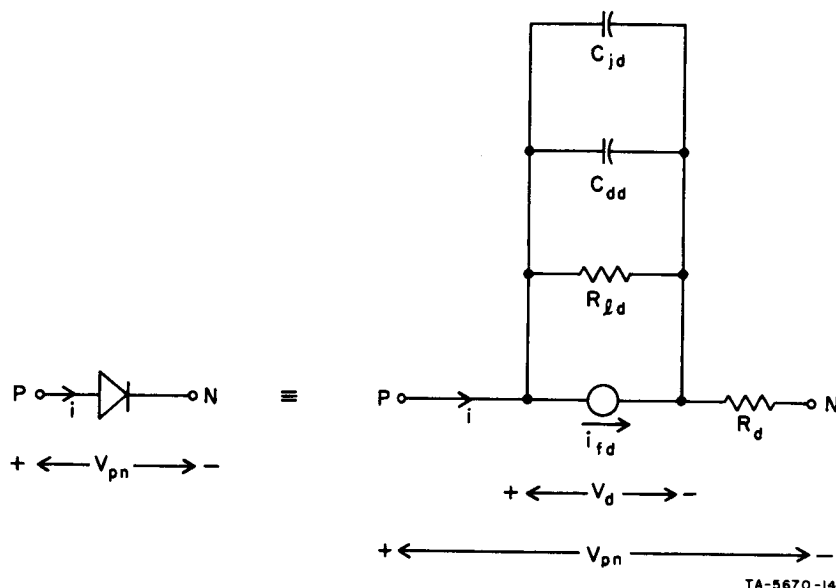 C_jd
C_dd
R_ℓd
P i N ≡ P i i_fd R_d N
+ V_pn −
+ V_d −
+ V_pn −
TA-5670-14